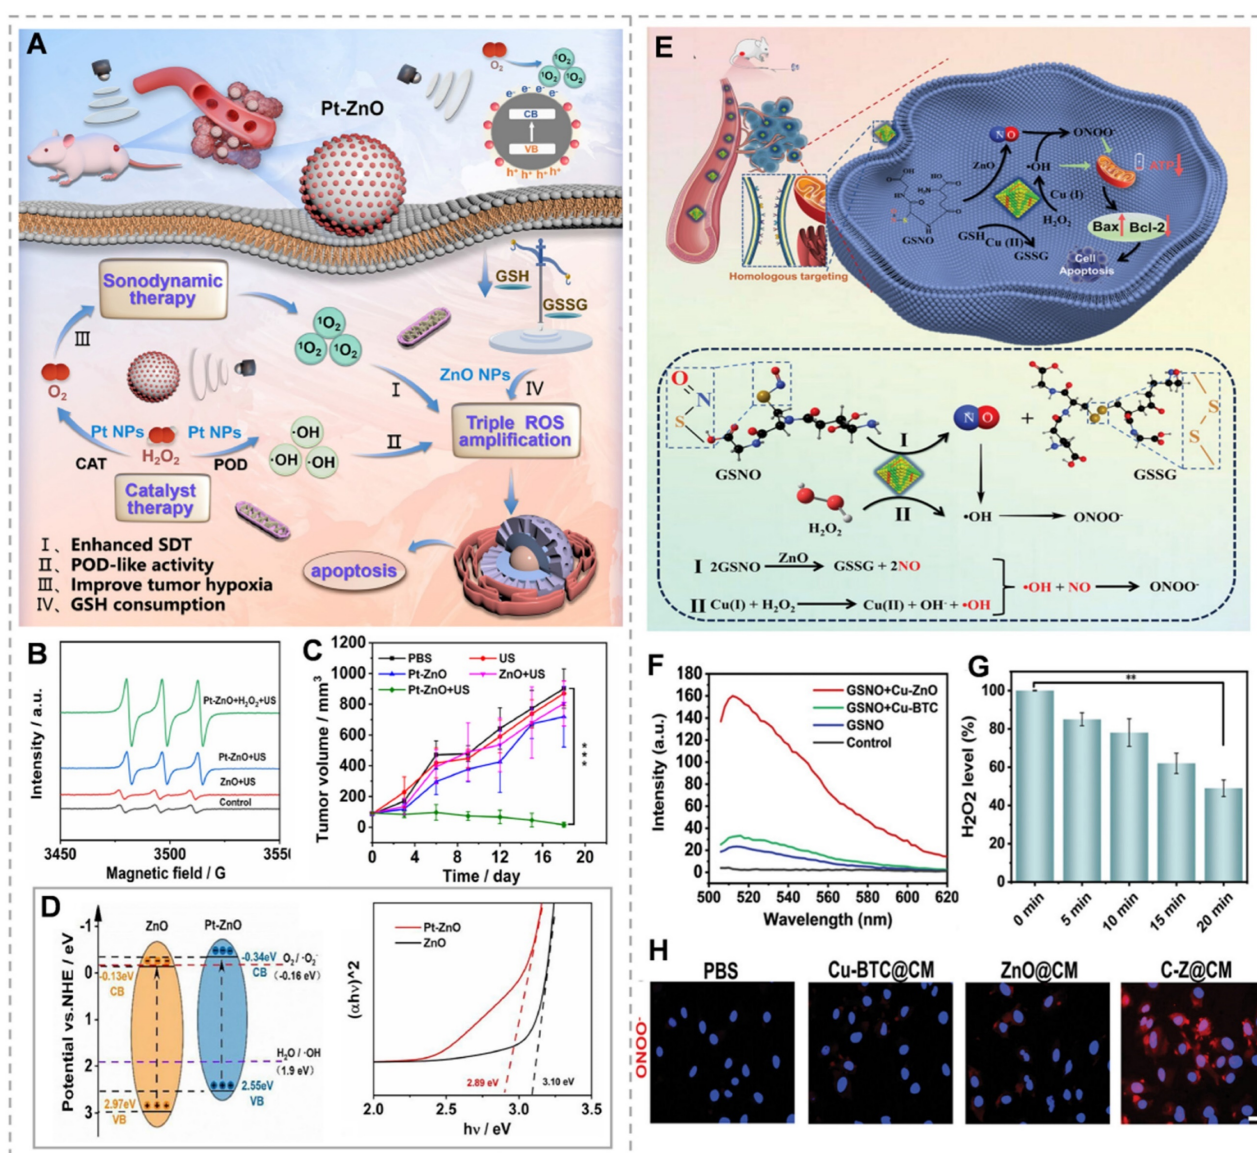 A
Pt-ZnO
O₂
¹O₂
¹O₂
¹O₂
e⁻ e⁻ e⁻ e⁻
CB
VB
h⁺ h⁺ h⁺ h⁺
Sonodynamic
therapy
GSH
GSSG
¹O₂
¹O₂ ¹O₂
III
O₂
I
ZnO NPs
IV
Triple ROS
amplification
Pt NPs
Pt NPs
H₂O₂
CAT
POD
·OH
·OH ·OH
II
Catalyst
therapy
I、 Enhanced SDT
II、 POD-like activity
III、 Improve tumor hypoxia
IV、 GSH consumption
apoptosis
B
Intensity / a.u.
Pt-ZnO+H₂O₂+US
Pt-ZnO+US
ZnO+US
Control
3450 3500 355
Magnetic field / G
C
Tumor volume / mm³
1200
1000
800
600
400
200
0
PBS
US
Pt-ZnO
ZnO+US
Pt-ZnO+US
***
0 4 8 12 16 20
Time / day
D
Potential vs.NHE / eV
-1
0
1
2
3
ZnO
Pt-ZnO
-0.13eV
CB
-0.34eV
CB
O₂/ ·O₂⁻
(-0.16 eV)
H₂O / ·OH
(1.9 eV)
2.55eV
VB
2.97eV
VB
(αhν)^2
Pt-ZnO
ZnO
2.89 eV
3.10 eV
2.0 2.5 3.0 3.5
hν / eV
E
Homologous targeting
N O
ONOO⁻
ZnO
·OH
ATP
Cu (I)
H₂O₂
GSNO
GSH
Cu (II)
GSSG
Bax
Bcl-2
Cell
Apoptosis
O
N
S
GSNO
I
N O
+
S
S
GSSG
H₂O₂
II
·OH
ONOO⁻
I 2GSNO ZnO GSSG + 2NO
II Cu(I) + H₂O₂ Cu(II) + OH⁻ + ·OH
·OH + NO ONOO⁻
F
Intensity (a.u.)
180
160
140
120
100
80
60
40
20
0
GSNO+Cu-ZnO
GSNO+Cu-BTC
GSNO
Control
500 520 540 560 580 600 620
Wavelength (nm)
G
H₂O₂ level (%)
100
80
60
40
20
0
**
0 min
5 min
10 min
15 min
20 min
H
PBS
Cu-BTC@CM
ZnO@CM
C-Z@CM
ONOO⁻